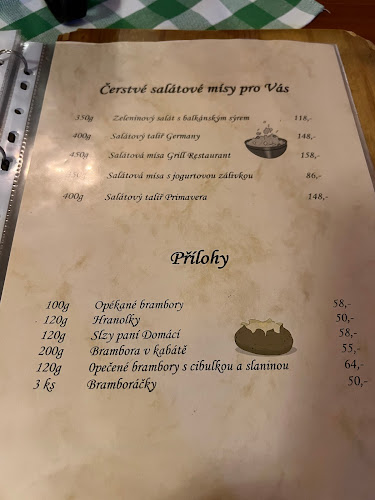 Čerstvé salátové mísy pro Vás
350g Zeleninový salát s balkánským sýrem 118,-
400g Salátový talíř Germany 148,-
450g Salátová mísa Grill Restaurant 158,-
Salátová mísa s jogurtovou zálivkou 86,-
400g Salátový talíř Primavera 148,-
Přílohy
100g Opékané brambory 58,-
120g Hranolky 50,-
120g Slzy paní Domácí 58,-
200g Brambora v kabátě 55,-
120g Opečené brambory s cibulkou a slaninou 64,-
3 ks Bramboráčky 50,-